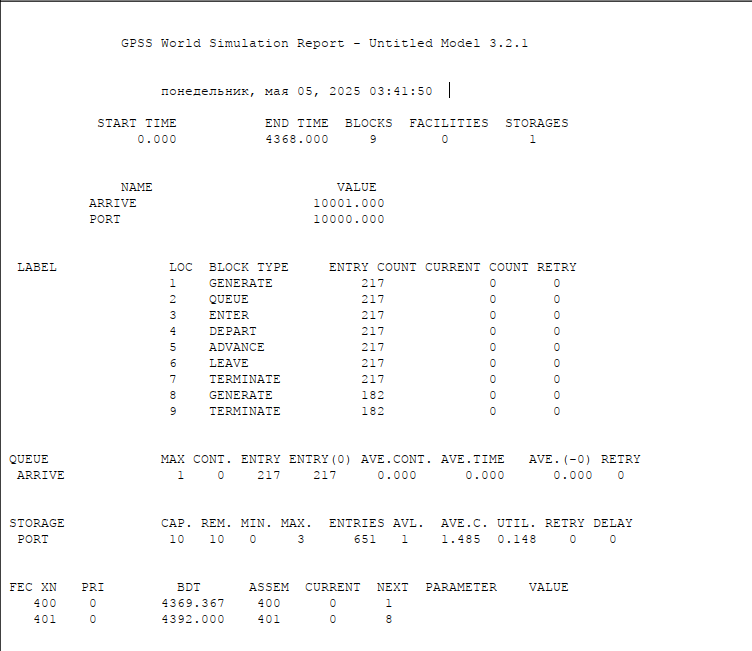 GPSS World Simulation Report - Untitled Model 3.2.1
понедельник, мая 05, 2025 03:41:50
START TIME END TIME BLOCKS FACILITIES STORAGES
0.000 4368.000 9 0 1
NAME VALUE
ARRIVE 10001.000
PORT 10000.000
LABEL LOC BLOCK TYPE ENTRY COUNT CURRENT COUNT RETRY
1 GENERATE 217 0 0
2 QUEUE 217 0 0
3 ENTER 217 0 0
4 DEPART 217 0 0
5 ADVANCE 217 0 0
6 LEAVE 217 0 0
7 TERMINATE 217 0 0
8 GENERATE 182 0 0
9 TERMINATE 182 0 0
QUEUE MAX CONT. ENTRY ENTRY(0) AVE.CONT. AVE.TIME AVE.(-0) RETRY
ARRIVE 1 0 217 217 0.000 0.000 0.000 0
STORAGE CAP. REM. MIN. MAX. ENTRIES AVL. AVE.C. UTIL. RETRY DELAY
PORT 10 10 0 3 651 1 1.485 0.148 0 0
FEC XN PRI BDT ASSEM CURRENT NEXT PARAMETER VALUE
400 0 4369.367 400 0 1
401 0 4392.000 401 0 8